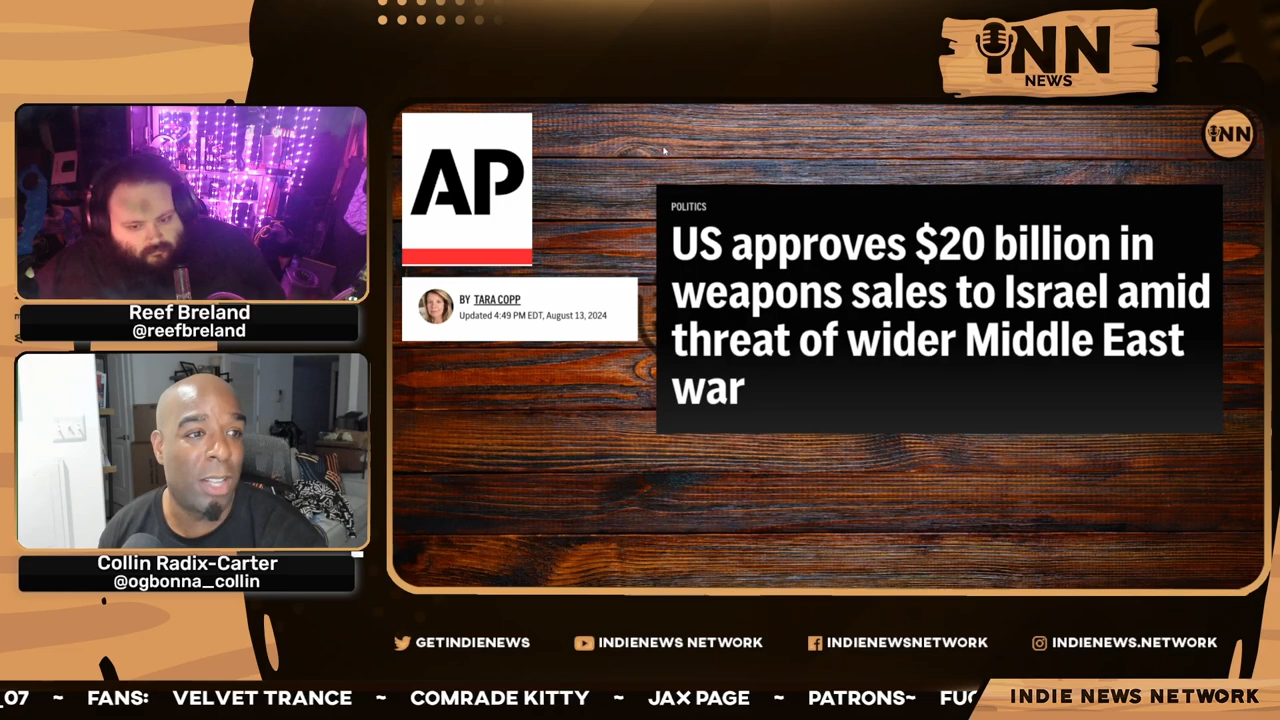 iNN
NEWS
iNN
AP
POLITICS
US approves $20 billion in
weapons sales to Israel amid
threat of wider Middle East
war
BY TARA COPP
Updated 4:49 PM EDT, August 13, 2024
Reef Breland
@reefbreland
Collin Radix-Carter
@ogbonna_collin
GETINDIENEWS
INDIENEWS NETWORK
INDIENEWSNETWORK
INDIENEWS.NETWORK
_07 ~ FANS: VELVET TRANCE ~ COMRADE KITTY ~ JAX PAGE ~ PATRONS~ FUC
INDIE NEWS NETWORK